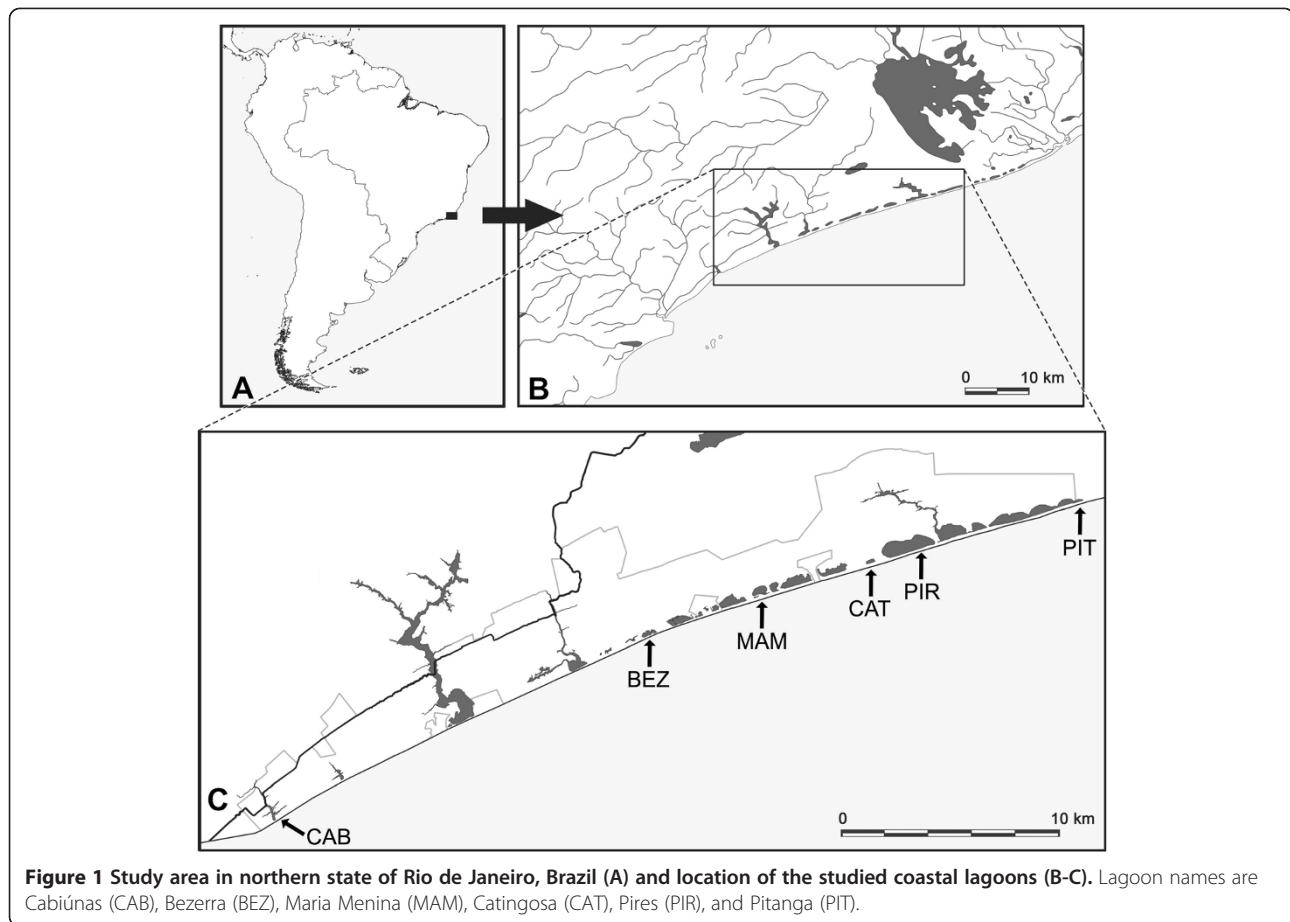 A
B
0 10 km
C
CAB
BEZ
MAM
CAT
PIR
PIT
0 10 km
Figure 1 Study area in northern state of Rio de Janeiro, Brazil (A) and location of the studied coastal lagoons (B-C). Lagoon names are
Cabiúnas (CAB), Bezerra (BEZ), Maria Menina (MAM), Catingosa (CAT), Pires (PIR), and Pitanga (PIT).